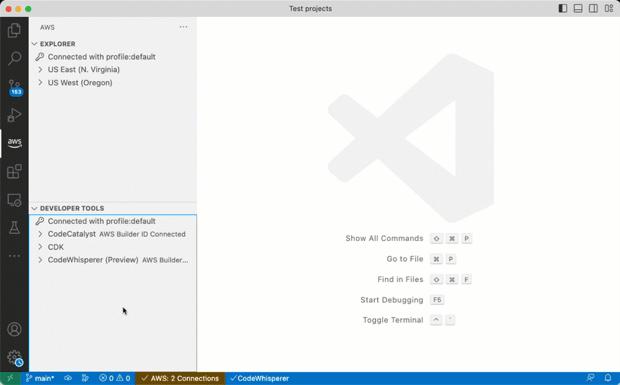 Test projects
AWS
EXPLORER
Connected with profile:default
US East (N. Virginia)
US West (Oregon)
153
aws
DEVELOPER TOOLS
Connected with profile:default
CodeCatalyst AWS Builder ID Connected
CDK
CodeWhisperer (Preview) AWS Builder...
Show All Commands ⇧ ⌘ P
Go to File ⌘ P
Find in Files ⇧ ⌘ F
Start Debugging F5
Toggle Terminal ^ `
main* 0 0 AWS: 2 Connections CodeWhisperer